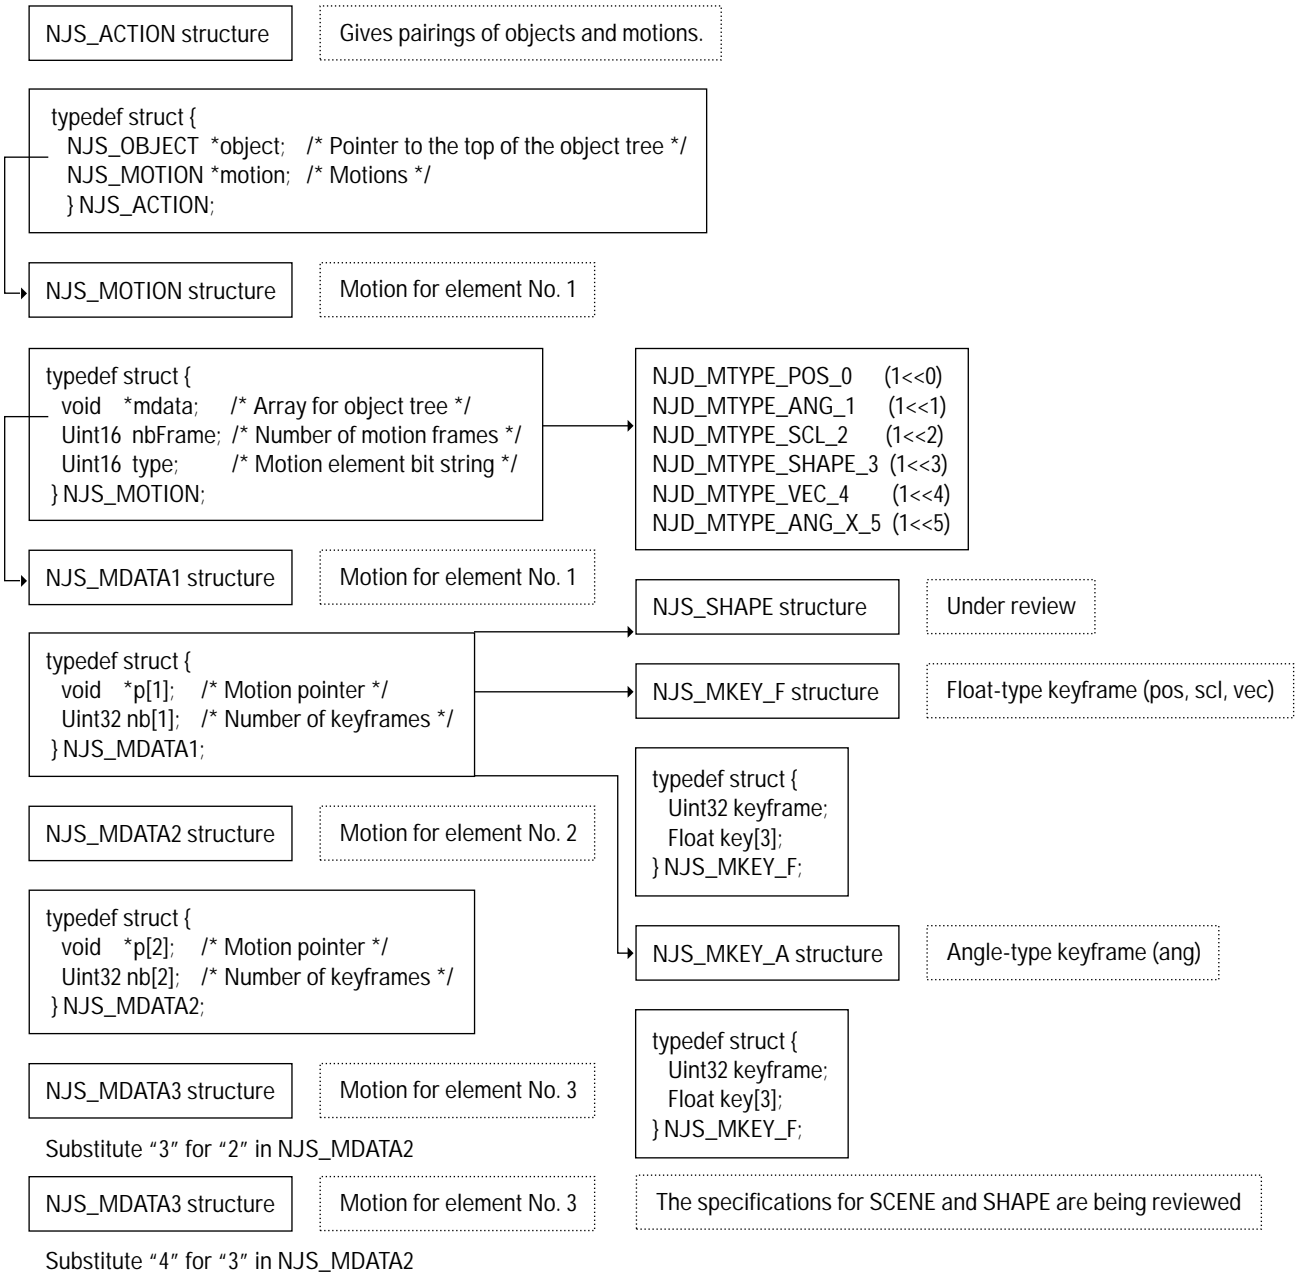 NJS_ACTION structure
Gives pairings of objects and motions.
typedef struct {
NJS_OBJECT *object; /* Pointer to the top of the object tree */
NJS_MOTION *motion; /* Motions */
} NJS_ACTION;
NJS_MOTION structure
Motion for element No. 1
typedef struct {
void *mdata; /* Array for object tree */
Uint16 nbFrame; /* Number of motion frames */
Uint16 type; /* Motion element bit string */
} NJS_MOTION;
NJD_MTYPE_POS_0 (1<<0)
NJD_MTYPE_ANG_1 (1<<1)
NJD_MTYPE_SCL_2 (1<<2)
NJD_MTYPE_SHAPE_3 (1<<3)
NJD_MTYPE_VEC_4 (1<<4)
NJD_MTYPE_ANG_X_5 (1<<5)
NJS_MDATA1 structure
Motion for element No. 1
typedef struct {
void *p[1]; /* Motion pointer */
Uint32 nb[1]; /* Number of keyframes */
} NJS_MDATA1;
NJS_SHAPE structure
Under review
NJS_MKEY_F structure
Float-type keyframe (pos, scl, vec)
typedef struct {
Uint32 keyframe;
Float key[3];
} NJS_MKEY_F;
NJS_MDATA2 structure
Motion for element No. 2
typedef struct {
void *p[2]; /* Motion pointer */
Uint32 nb[2]; /* Number of keyframes */
} NJS_MDATA2;
NJS_MKEY_A structure
Angle-type keyframe (ang)
typedef struct {
Uint32 keyframe;
Float key[3];
} NJS_MKEY_F;
NJS_MDATA3 structure
Motion for element No. 3
Substitute “3” for “2” in NJS_MDATA2
NJS_MDATA3 structure
Motion for element No. 3
The specifications for SCENE and SHAPE are being reviewed
Substitute “4” for “3” in NJS_MDATA2